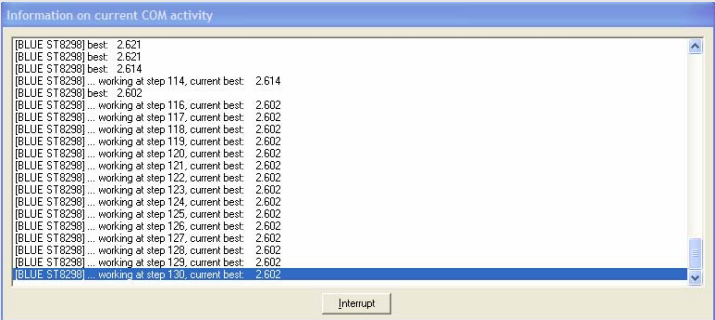 Information on current COM activity
[BLUE ST8298] best: 2.621
[BLUE ST8298] best: 2.621
[BLUE ST8298] best: 2.614
[BLUE ST8298] ... working at step 114, current best: 2.614
[BLUE ST8298] best: 2.602
[BLUE ST8298] ... working at step 116, current best: 2.602
[BLUE ST8298] ... working at step 117, current best: 2.602
[BLUE ST8298] ... working at step 118, current best: 2.602
[BLUE ST8298] ... working at step 119, current best: 2.602
[BLUE ST8298] ... working at step 120, current best: 2.602
[BLUE ST8298] ... working at step 121, current best: 2.602
[BLUE ST8298] ... working at step 122, current best: 2.602
[BLUE ST8298] ... working at step 123, current best: 2.602
[BLUE ST8298] ... working at step 124, current best: 2.602
[BLUE ST8298] ... working at step 125, current best: 2.602
[BLUE ST8298] ... working at step 126, current best: 2.602
[BLUE ST8298] ... working at step 127, current best: 2.602
[BLUE ST8298] ... working at step 128, current best: 2.602
[BLUE ST8298] ... working at step 129, current best: 2.602
[BLUE ST8298] ... working at step 130, current best: 2.602
Interrupt